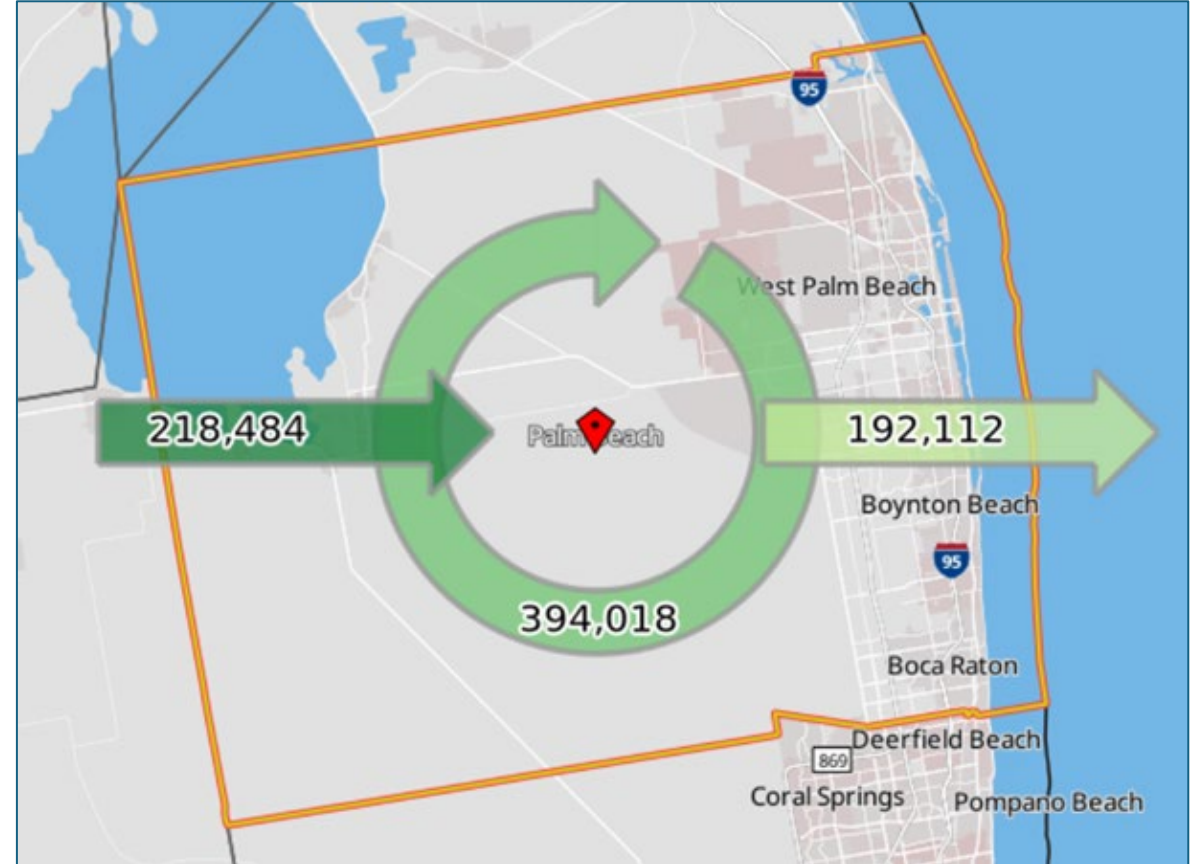 95
West Palm Beach
218,484
Palm Beach
192,112
Boynton Beach
95
394,018
Boca Raton
Deerfield Beach
869
Coral Springs
Pompano Beach